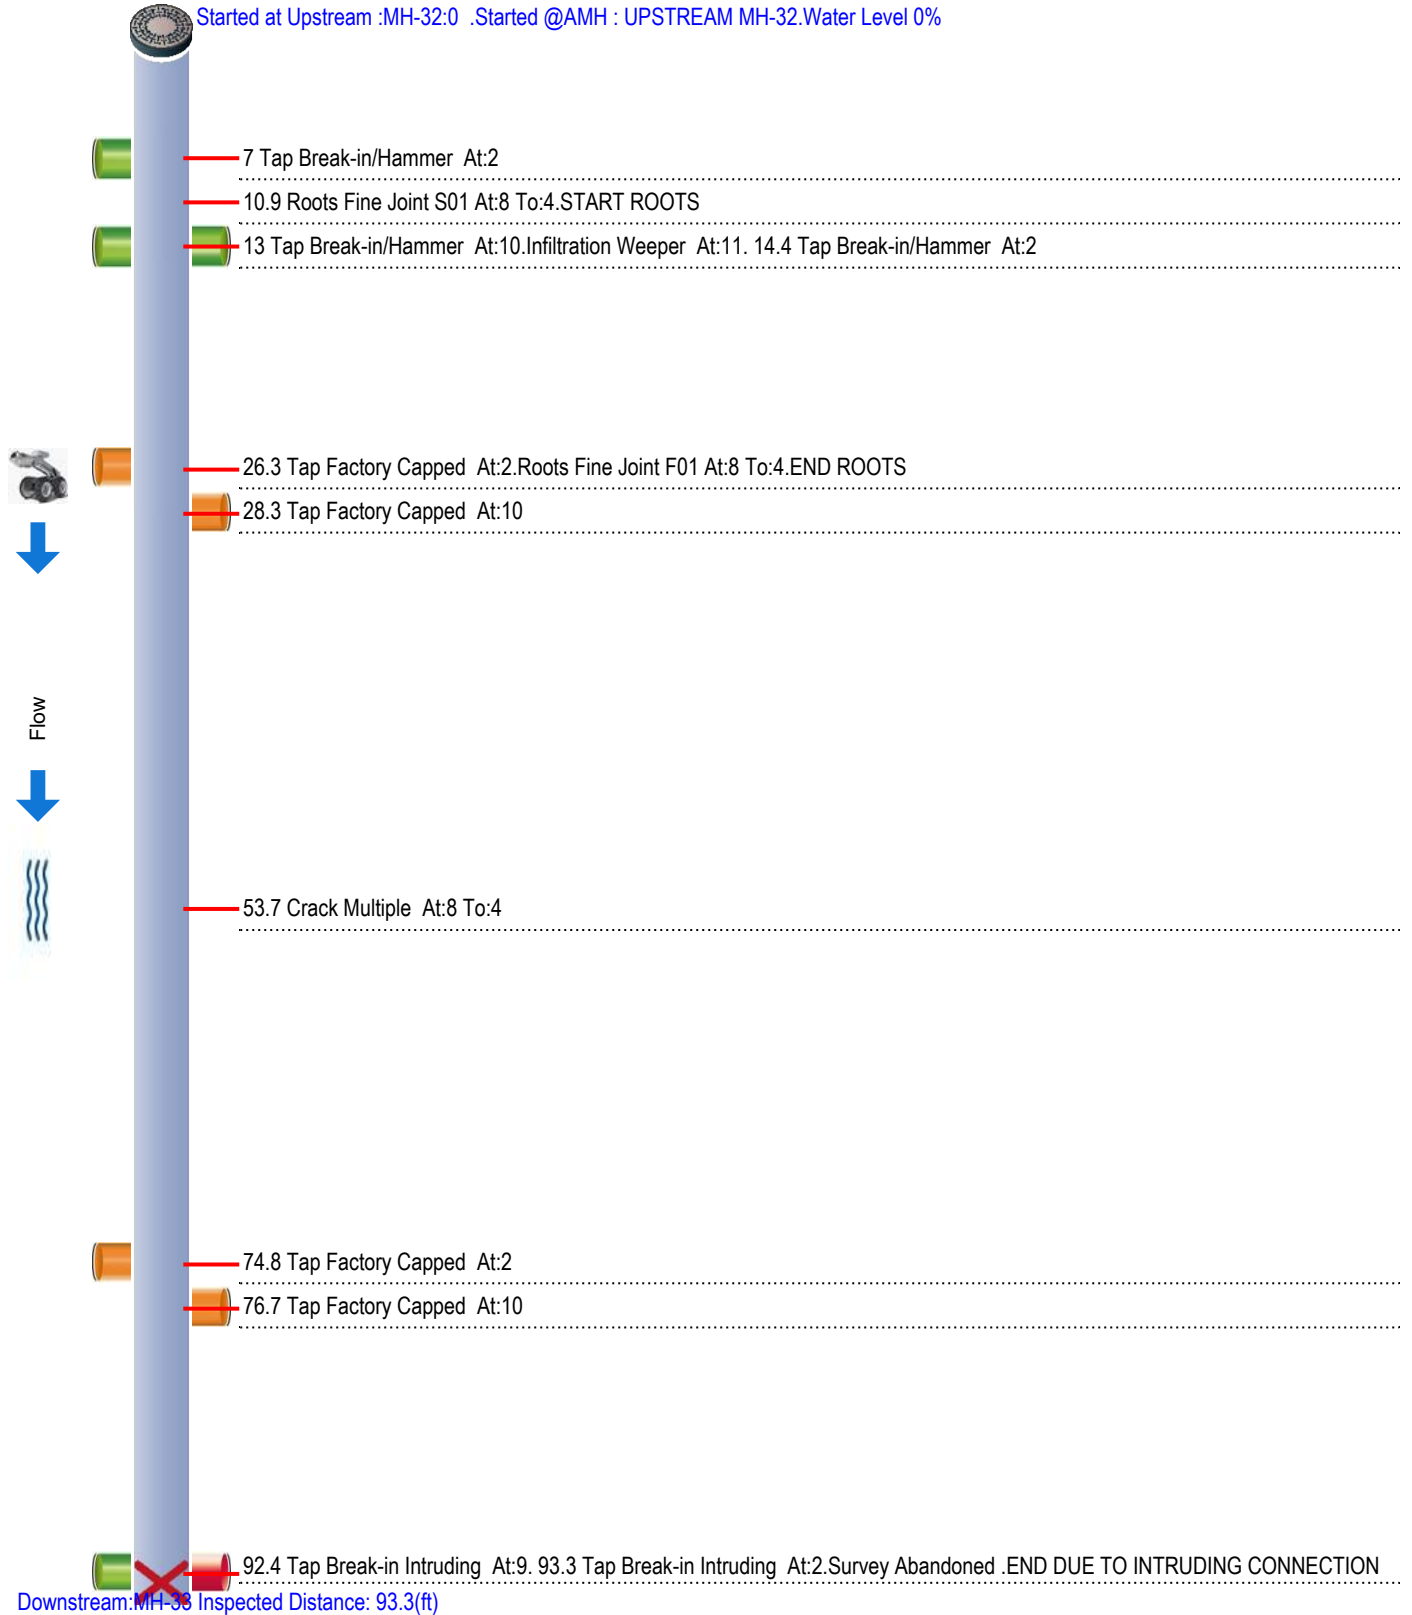 Started at Upstream :MH-32:0 .Started @AMH : UPSTREAM MH-32.Water Level 0%
7 Tap Break-in/Hammer At:2
10.9 Roots Fine Joint S01 At:8 To:4.START ROOTS
13 Tap Break-in/Hammer At:10.Infiltration Weeper At:11. 14.4 Tap Break-in/Hammer At:2
26.3 Tap Factory Capped At:2.Roots Fine Joint F01 At:8 To:4.END ROOTS
28.3 Tap Factory Capped At:10
Flow
53.7 Crack Multiple At:8 To:4
74.8 Tap Factory Capped At:2
76.7 Tap Factory Capped At:10
92.4 Tap Break-in Intruding At:9. 93.3 Tap Break-in Intruding At:2.Survey Abandoned .END DUE TO INTRUDING CONNECTION
Downstream:MH-33 Inspected Distance: 93.3(ft)